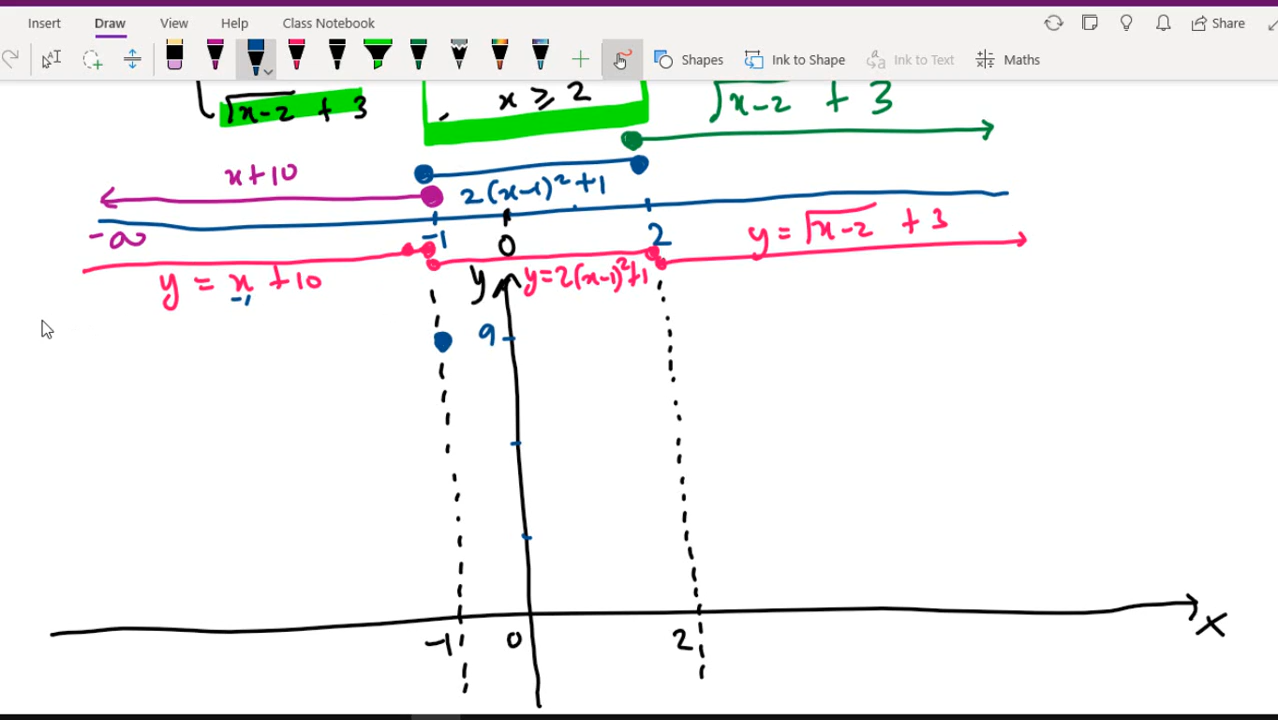 Insert Draw View Help Class Notebook Share
Shapes Ink to Shape Ink to Text Maths
√x-2 + 3 x ≥ 2 √x-2 + 3
x+10 2(x-1)²+1
-∞ -1 0 2 y = √x-2 + 3
y = x +10 y y=2(x-1)²+1
-1
9
-1 0 2 X